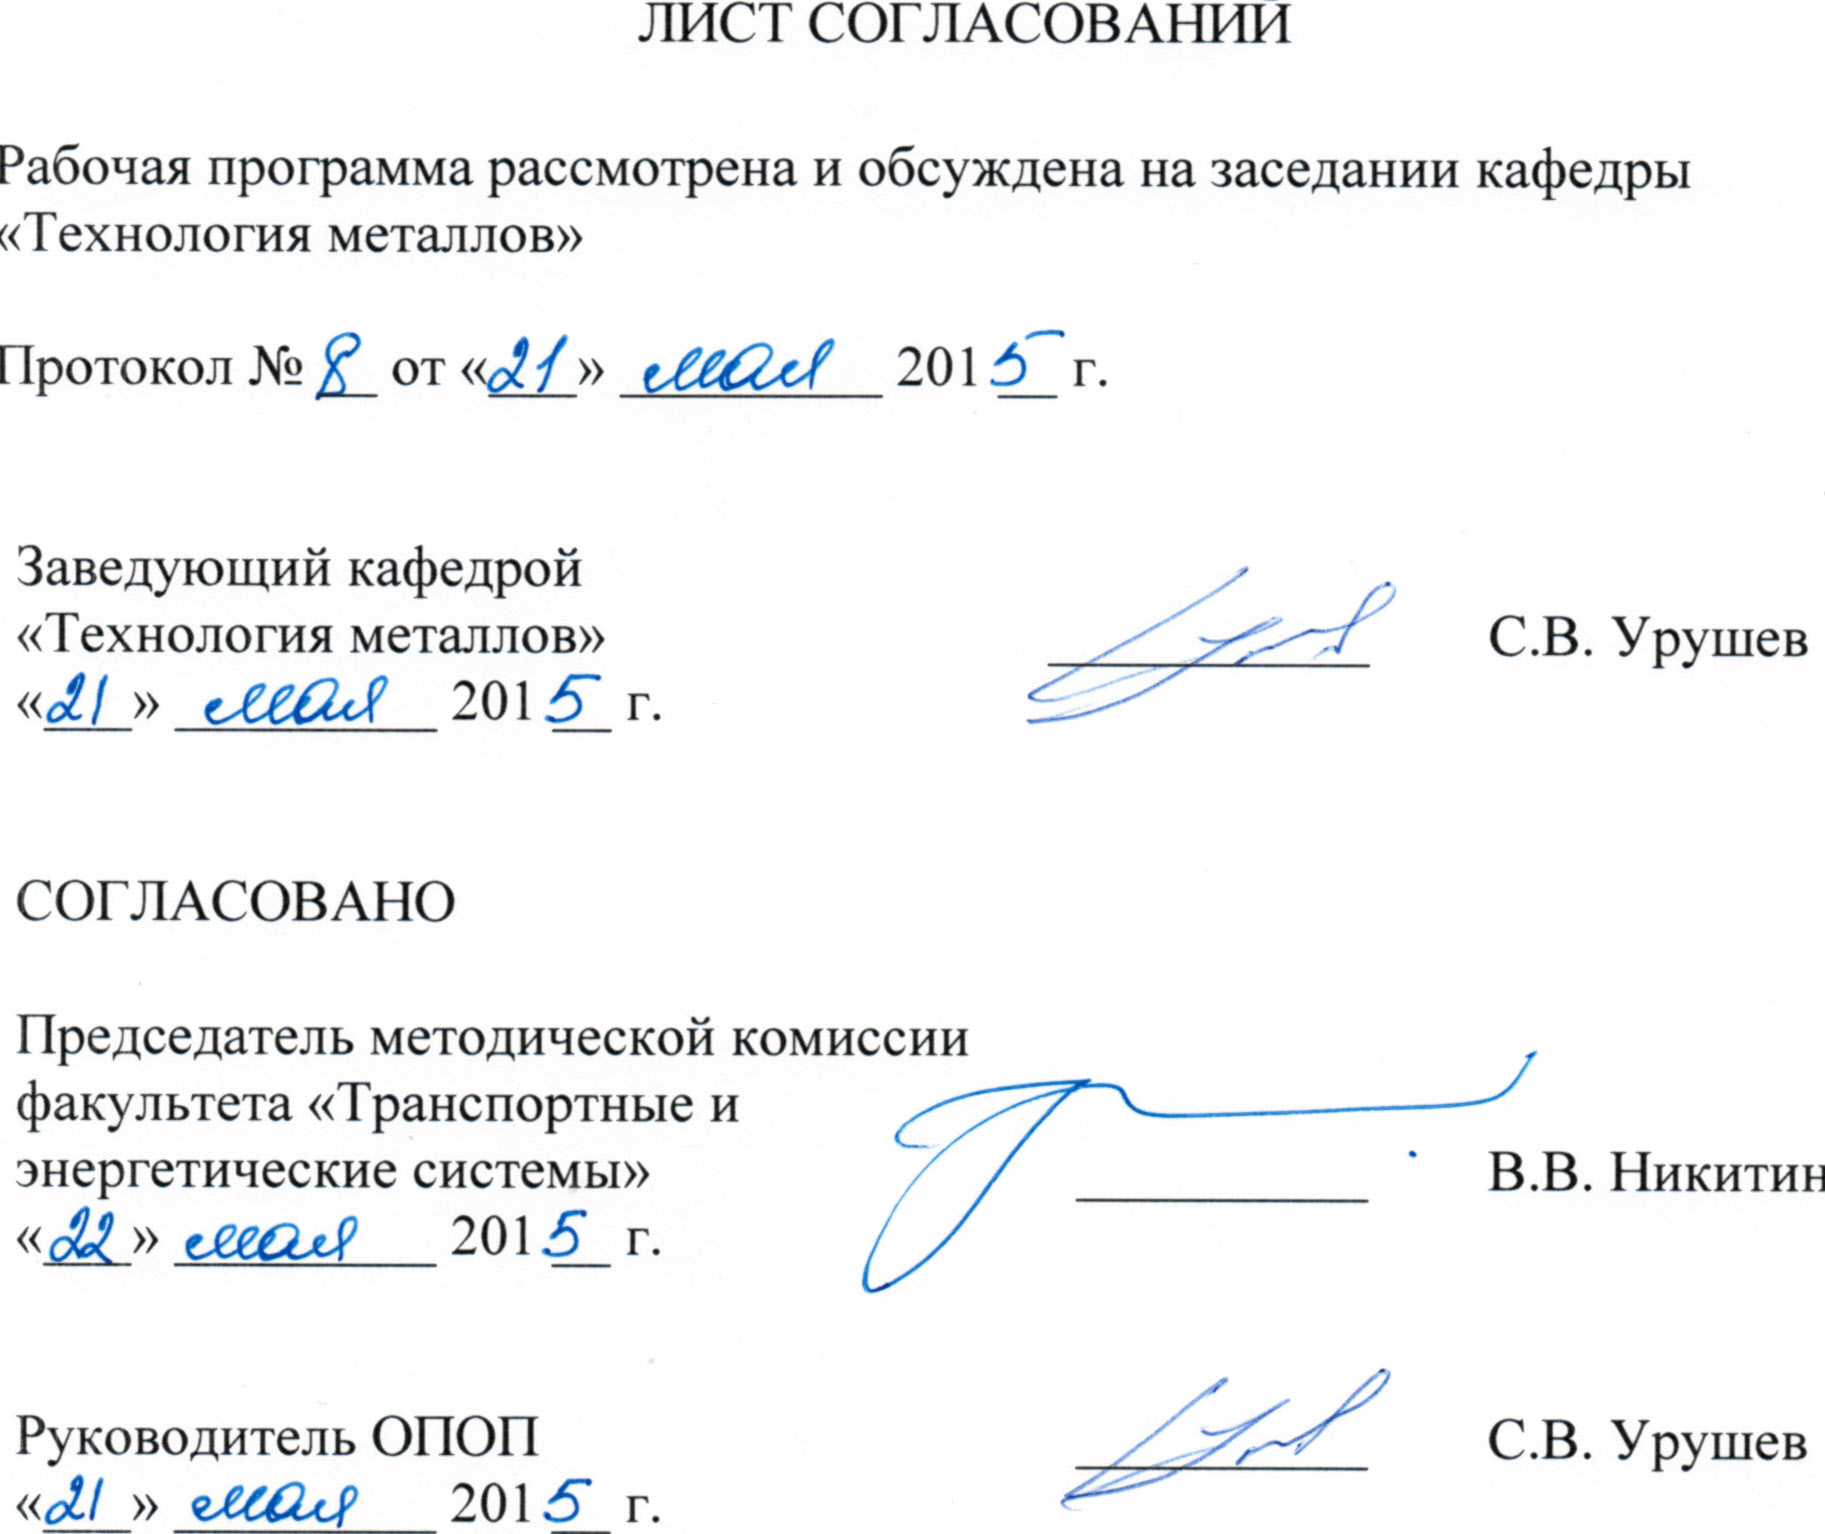 ЛИСТ СОГЛАСОВАНИЙ
Рабочая программа рассмотрена и обсуждена на заседании кафедры
«Технология металлов»
Протокол № 8 от «21» мая 2015 г.
Заведующий кафедрой
«Технология металлов» С.В. Урушев
«21» мая 2015 г.
СОГЛАСОВАНО
Председатель методической комиссии
факультета «Транспортные и
энергетические системы» В.В. Никитин
«22» мая 2015 г.
Руководитель ОПОП С.В. Урушев
«21» мая 2015 г.